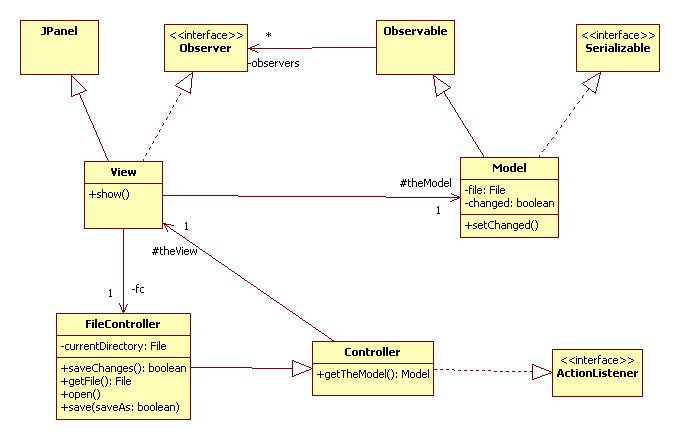 JPanel
<<interface>>
Observer
*
-observers
Observable
<<interface>>
Serializable
View
+show()
#theModel
1
Model
-file: File
-changed: boolean
+setChanged()
1
#theView
1
-fc
FileController
-currentDirectory: File
+saveChanges(): boolean
+getFile(): File
+open()
+save(saveAs: boolean)
Controller
+getTheModel(): Model
<<interface>>
ActionListener